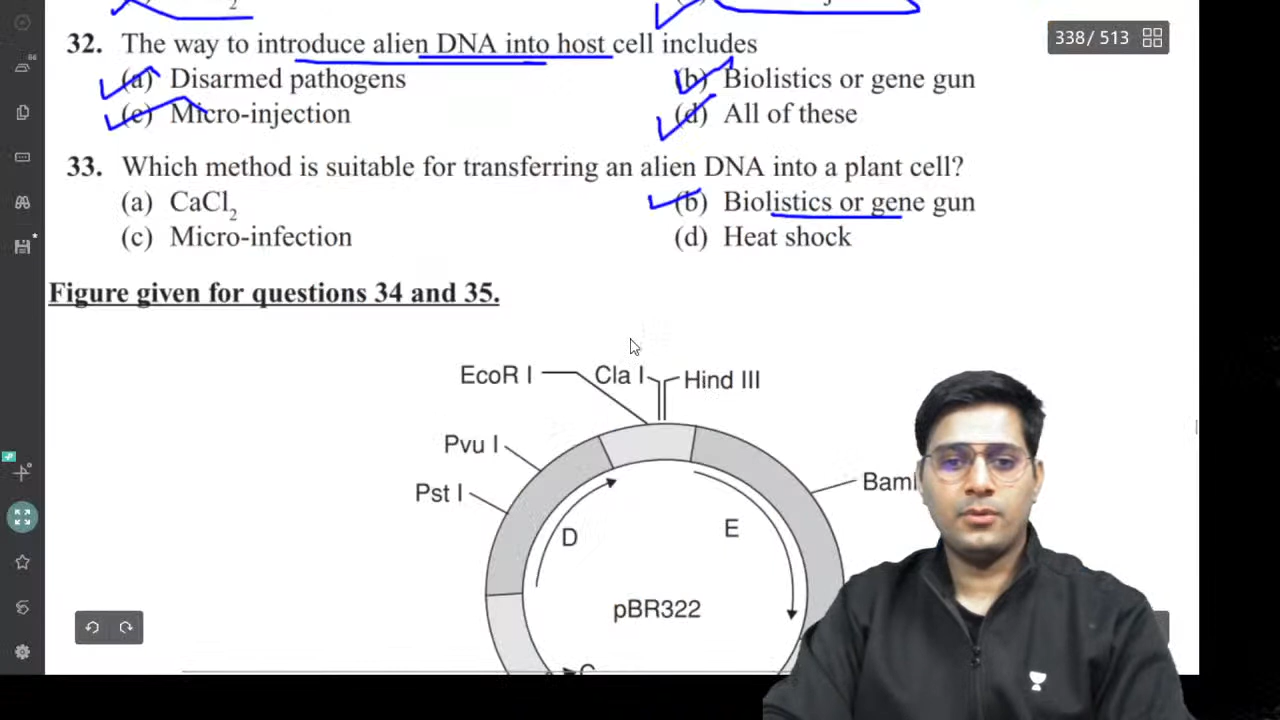 2
338 / 513
32. The way to introduce alien DNA into host cell includes
(a) Disarmed pathogens (b) Biolistics or gene gun
(c) Micro-injection (d) All of these
33. Which method is suitable for transferring an alien DNA into a plant cell?
(a) CaCl2 (b) Biolistics or gene gun
(c) Micro-infection (d) Heat shock
Figure given for questions 34 and 35.
EcoR I Cla I Hind III
Pvu I
Pst I
BamI
D E
pBR322
C